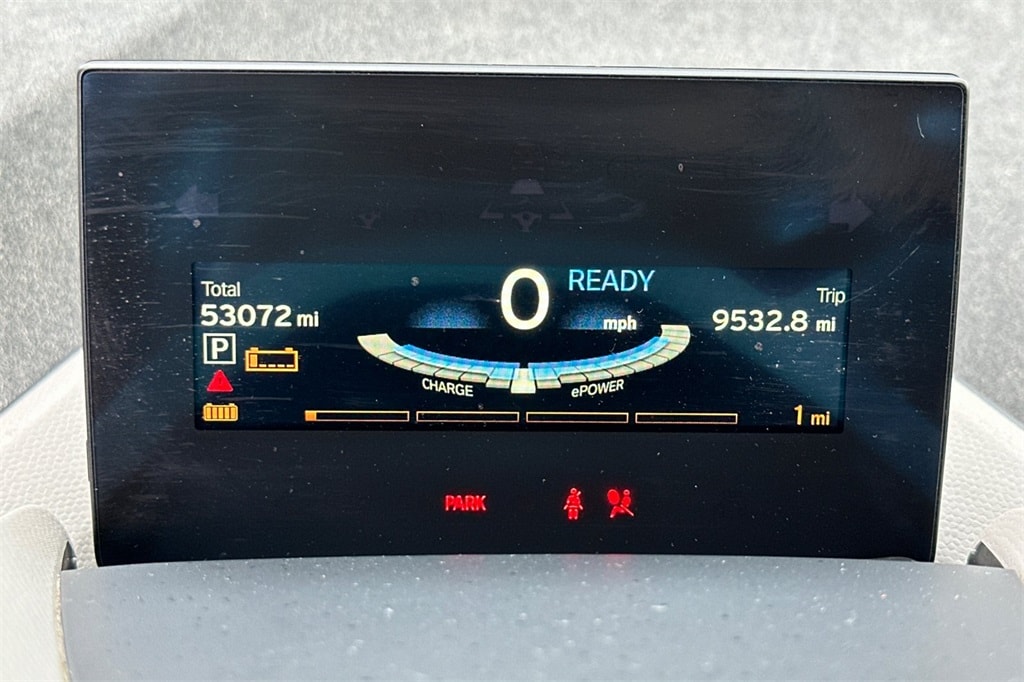 0 READY
mph
Total
53072 mi
Trip
9532.8 mi
P
CHARGE
ePOWER
1 mi
PARK